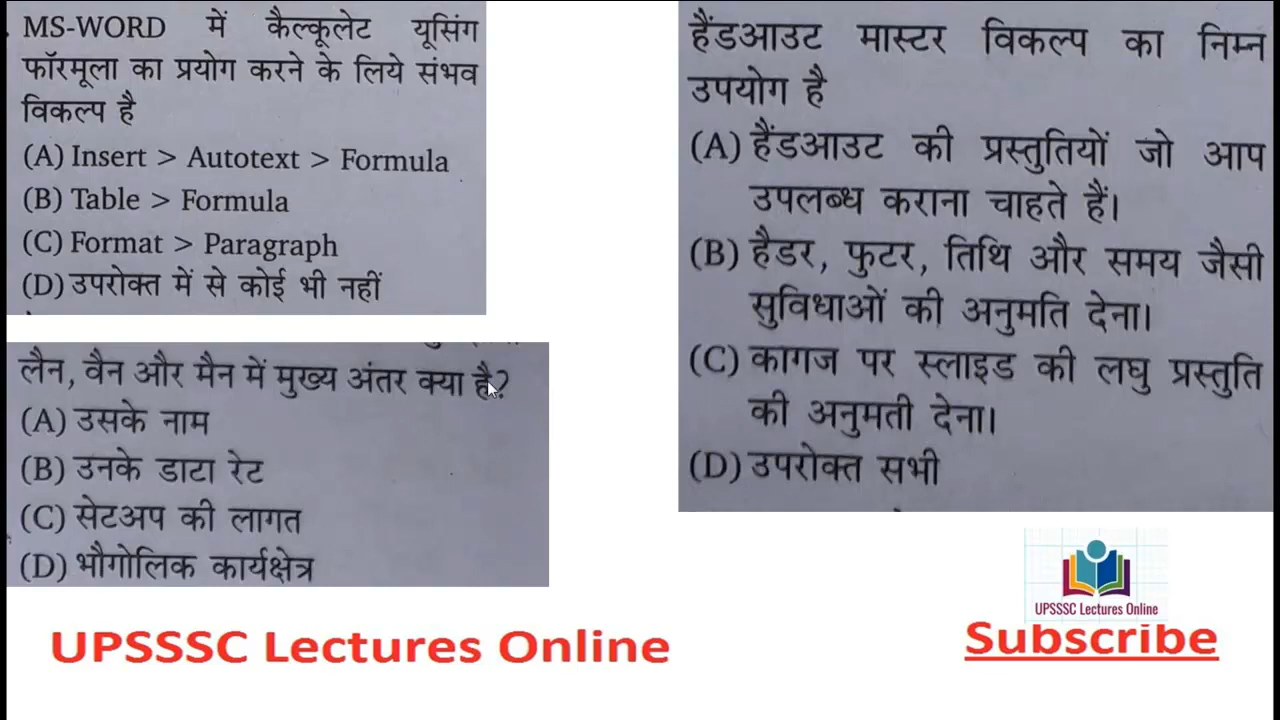 MS-WORD में कैल्कूलेट यूसिंग
फॉरमूला का प्रयोग करने के लिये संभव
विकल्प है
(A) Insert > Autotext > Formula
(B) Table > Formula
(C) Format > Paragraph
(D) उपरोक्त में से कोई भी नहीं
लैन, वैन और मैन में मुख्य अंतर क्या है?
(A) उसके नाम
(B) उनके डाटा रेट
(C) सेटअप की लागत
(D) भौगोलिक कार्यक्षेत्र
हैंडआउट मास्टर विकल्प का निम्न
उपयोग है
(A) हैंडआउट की प्रस्तुतियों जो आप
उपलब्ध कराना चाहते हैं।
(B) हैडर, फुटर, तिथि और समय जैसी
सुविधाओं की अनुमति देना।
(C) कागज पर स्लाइड की लघु प्रस्तुति
की अनुमती देना।
(D) उपरोक्त सभी
UPSSSC Lectures Online
UPSSSC Lectures Online
Subscribe